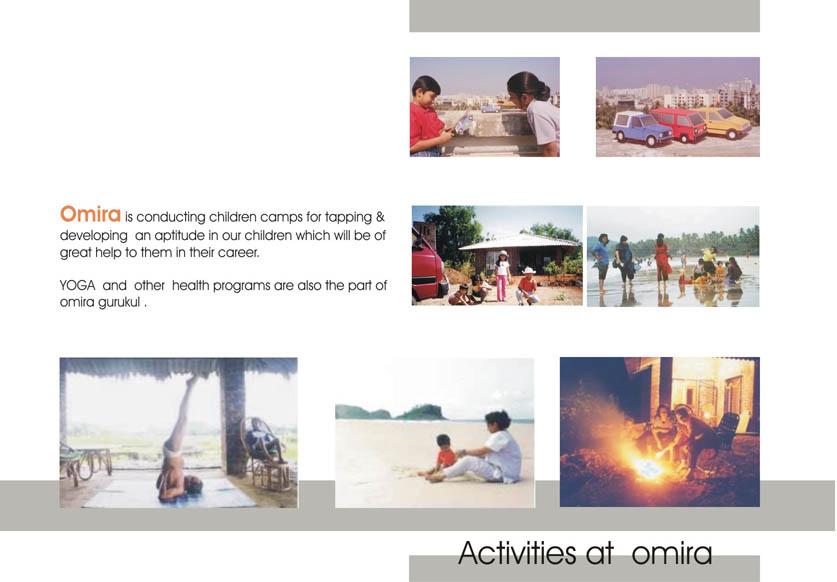 Omira is conducting children camps for tapping &
developing an aptitude in our children which will be of
great help to them in their career.
YOGA and other health programs are also the part of
omira gurukul .
Activities at omira